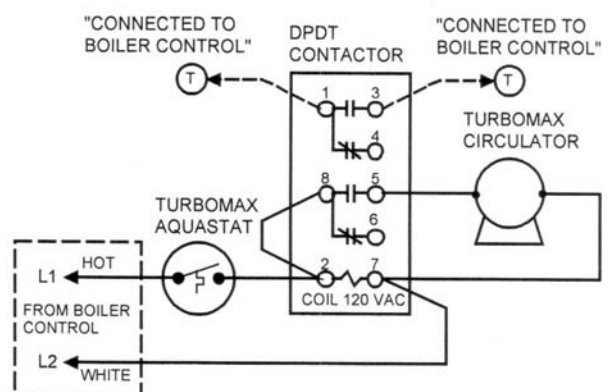 "CONNECTED TO
BOILER CONTROL"
T
DPDT
CONTACTOR
"CONNECTED TO
BOILER CONTROL"
T
1
3
4
TURBOMAX
CIRCULATOR
8
5
6
TURBOMAX
AQUASTAT
2
7
COIL 120 VAC
L1
HOT
FROM BOILER
CONTROL
L2
WHITE